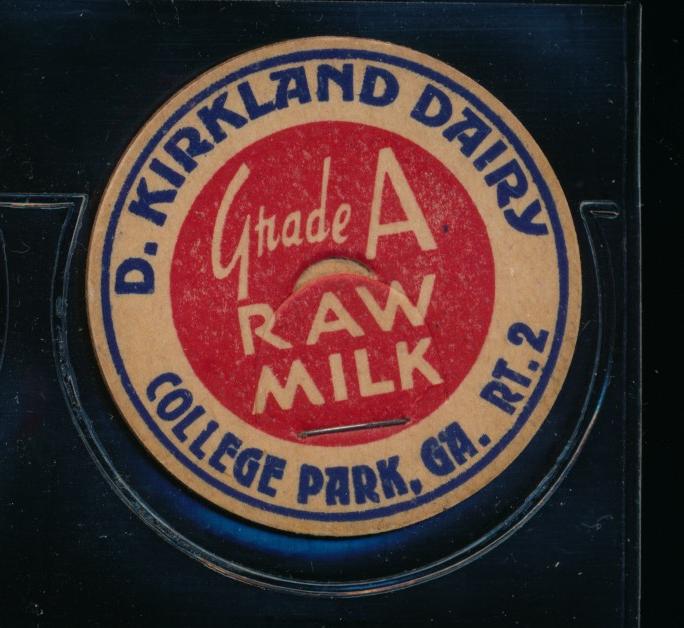 D. KIRKLAND DAIRY
Grade A
RAW
MILK
COLLEGE PARK, GA. RT. 2